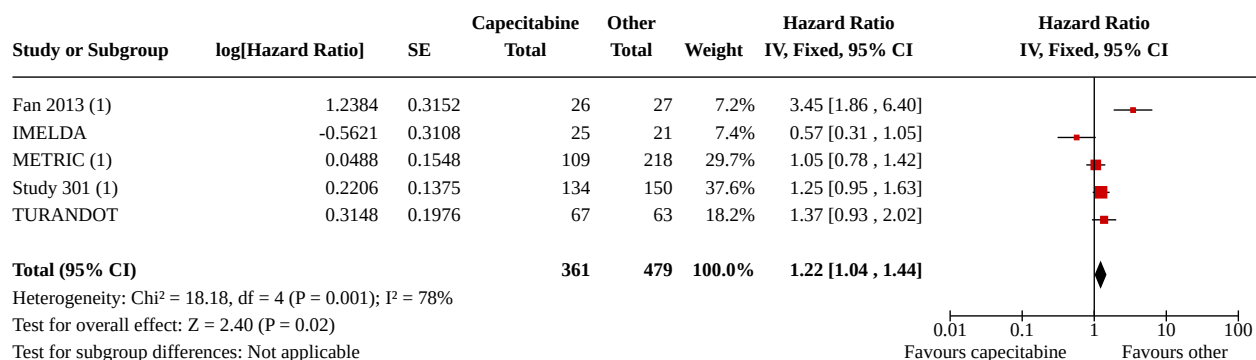 Capecitabine Other Hazard Ratio Hazard Ratio
Study or Subgroup log[Hazard Ratio] SE Total Total Weight IV, Fixed, 95% CI IV, Fixed, 95% CI
Fan 2013 (1) 1.2384 0.3152 26 27 7.2% 3.45 [1.86 , 6.40]
IMELDA -0.5621 0.3108 25 21 7.4% 0.57 [0.31 , 1.05]
METRIC (1) 0.0488 0.1548 109 218 29.7% 1.05 [0.78 , 1.42]
Study 301 (1) 0.2206 0.1375 134 150 37.6% 1.25 [0.95 , 1.63]
TURANDOT 0.3148 0.1976 67 63 18.2% 1.37 [0.93 , 2.02]
Total (95% CI) 361 479 100.0% 1.22 [1.04 , 1.44]
Heterogeneity: Chi² = 18.18, df = 4 (P = 0.001); I² = 78%
Test for overall effect: Z = 2.40 (P = 0.02)
0.01 0.1 1 10 100
Test for subgroup differences: Not applicable Favours capecitabine Favours other